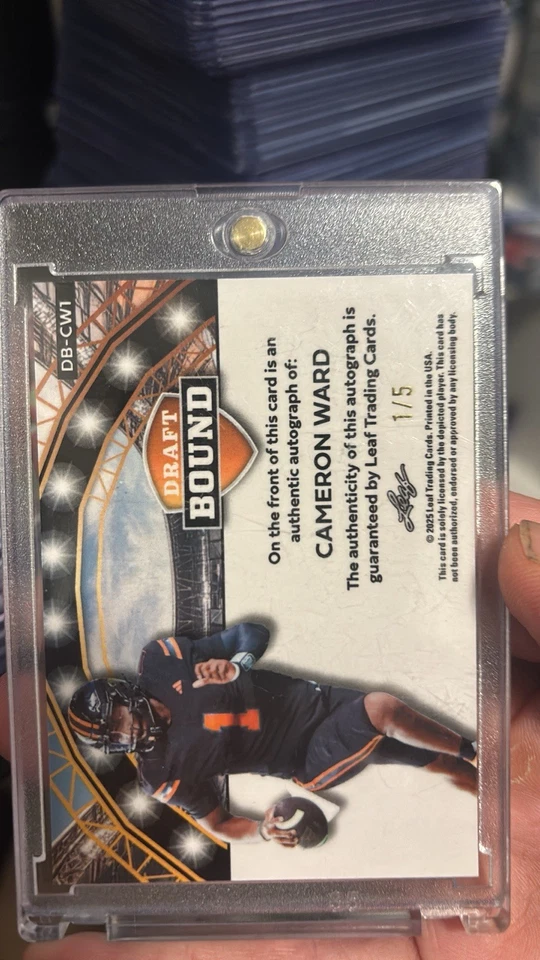 DB-CW1
DRAFT
BOUND
On the front of this card is an
authentic autograph of:
CAMERON WARD
The authenticity of this autograph is
guaranteed by Leaf Trading Cards.
Leaf
1/5
© 2025 Leaf Trading Cards. Printed in the USA.
This card is solely licensed by the depicted player. This card has
not been authorized, endorsed or approved by any licensing body.
1